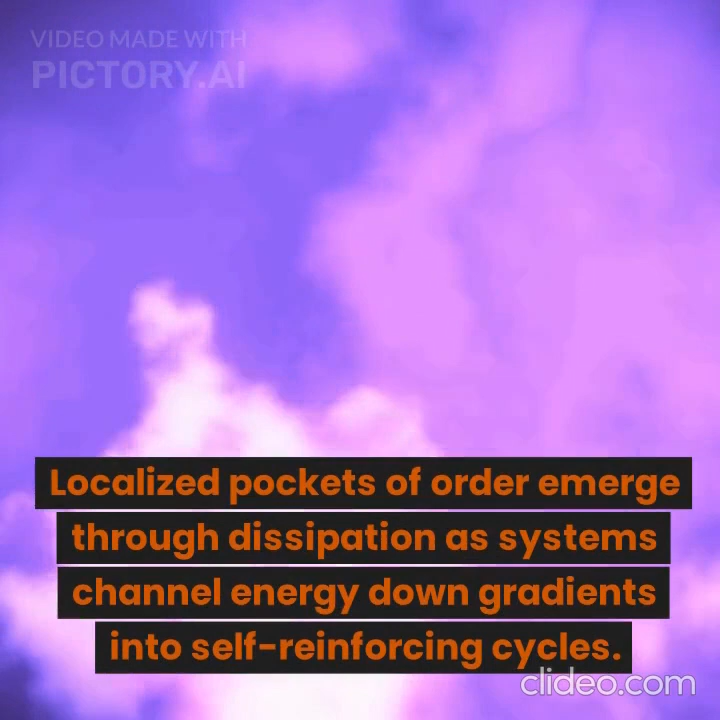 VIDEO MADE WITH
PICTORY.AI
Localized pockets of order emerge
through dissipation as systems
channel energy down gradients
into self-reinforcing cycles.
clideo.com